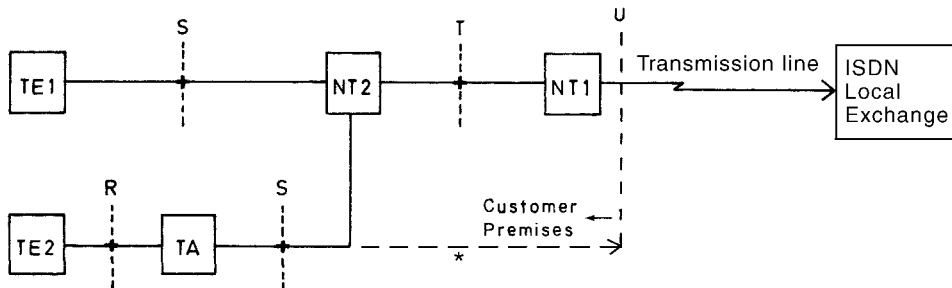 S
T
U
TE1
NT2
NT1
Transmission line
ISDN
Local
Exchange
R
S
TE2
TA
Customer
Premises
*